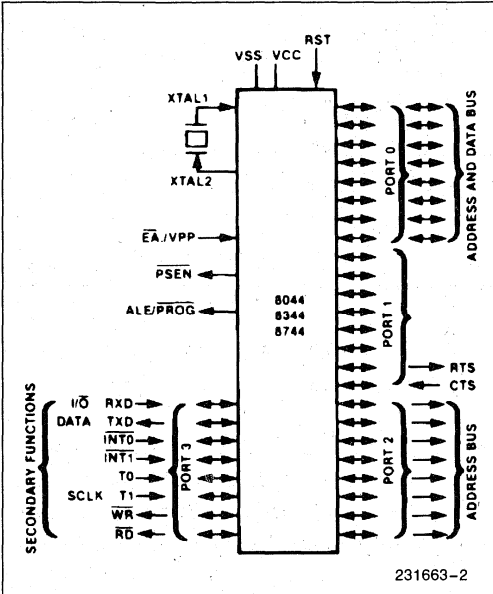 RST
VSS VCC
XTAL1
XTAL2
EA/VPP
PSEN
ALE/PROG
8044
8344
8744
PORT 0
ADDRESS AND DATA BUS
PORT 1
RTS
CTS
PORT 2
ADDRESS BUS
SECONDARY FUNCTIONS
I/O RXD
DATA TXD
INT0
INT1
T0
SCLK T1
WR
RD
PORT 3
231663-2